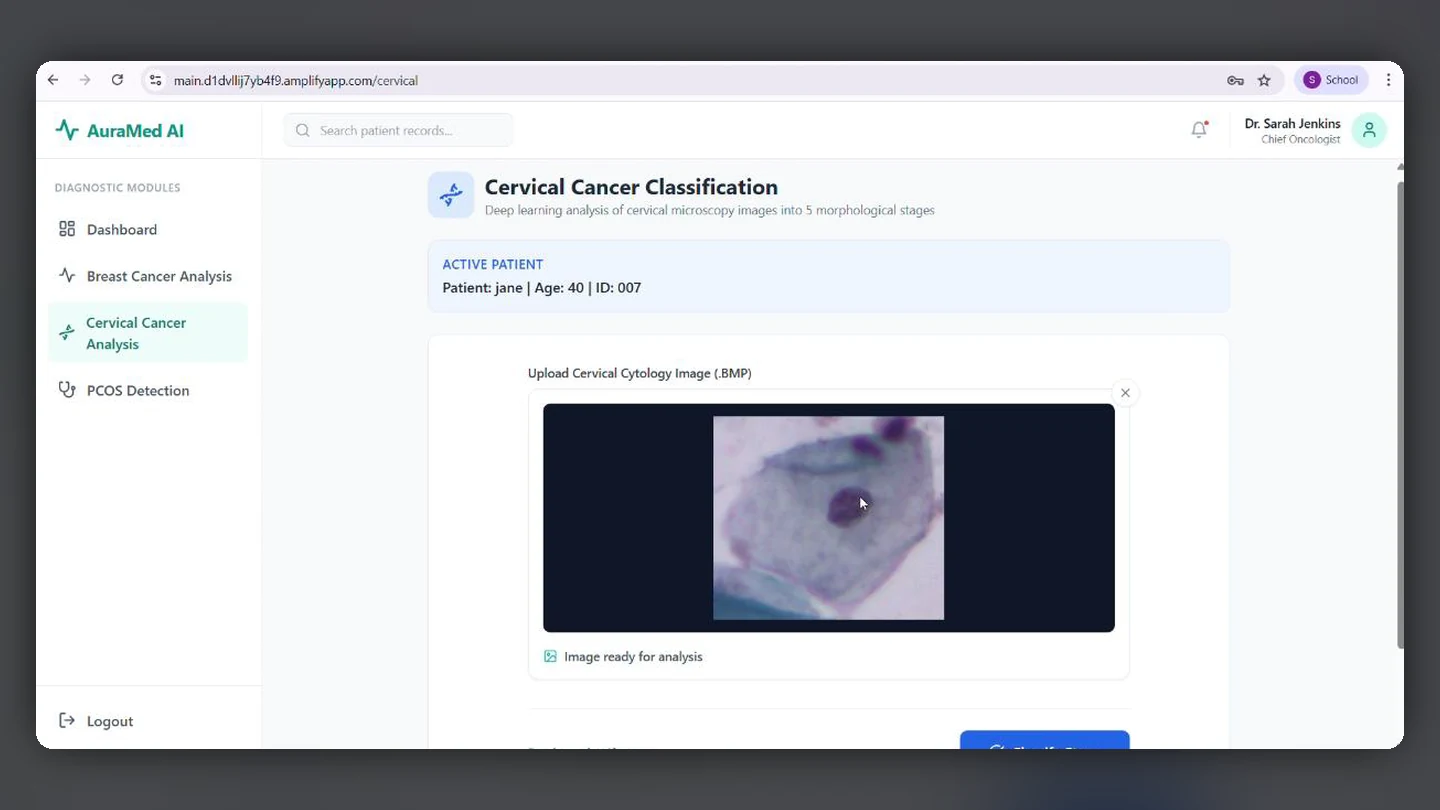 main.d1dvllij7yb4f9.amplifyapp.com/cervical
S School
AuraMed AI
Search patient records...
Dr. Sarah Jenkins
Chief Oncologist
DIAGNOSTIC MODULES
Dashboard
Breast Cancer Analysis
Cervical Cancer
Analysis
PCOS Detection
Logout
Cervical Cancer Classification
Deep learning analysis of cervical microscopy images into 5 morphological stages
ACTIVE PATIENT
Patient: jane | Age: 40 | ID: 007
Upload Cervical Cytology Image (.BMP)
Image ready for analysis